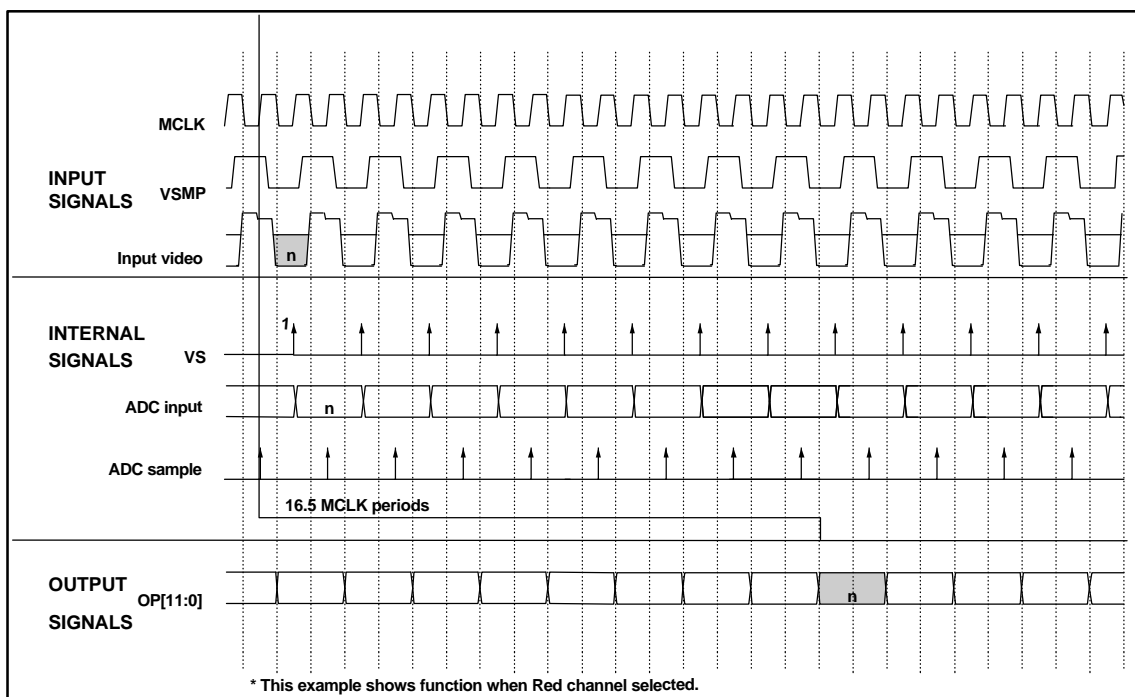 MCLK
INPUT
SIGNALS
VSMP
Input video
n
1
INTERNAL
SIGNALS
VS
ADC input
n
ADC sample
16.5 MCLK periods
OUTPUT
SIGNALS
OP[11:0]
n
* This example shows function when Red channel selected.